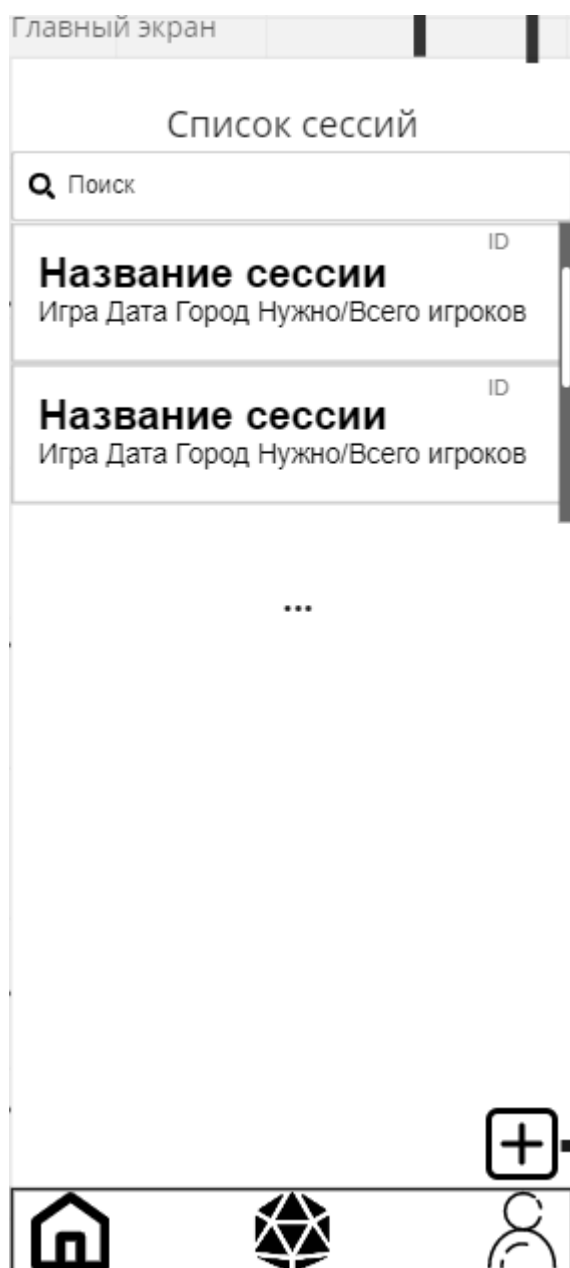 Главный экран
Список сессий
Поиск
ID
Название сессии
Игра Дата Город Нужно/Всего игроков
ID
Название сессии
Игра Дата Город Нужно/Всего игроков
...